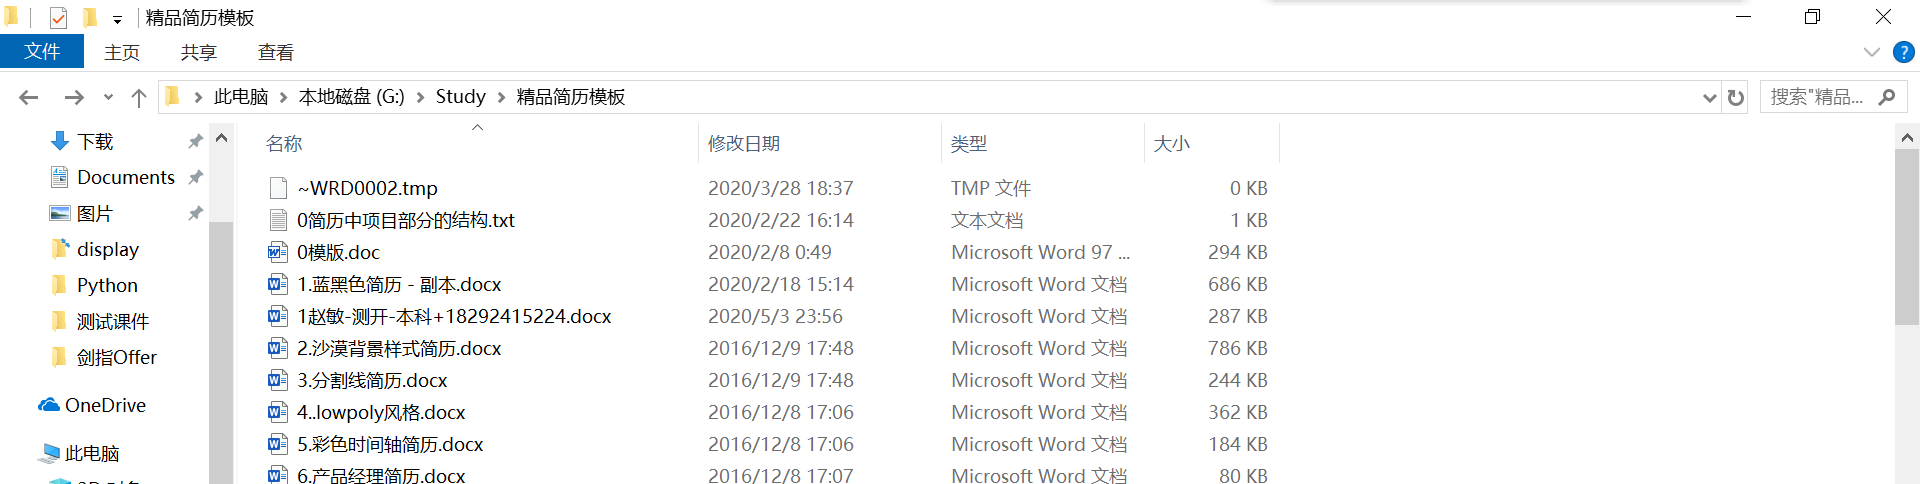 精品简历模板
文件 主页 共享 查看
此电脑 本地磁盘 (G:) Study 精品简历模板 搜索"精品...
下载
Documents
图片
display
Python
测试课件
剑指Offer
OneDrive
此电脑
名称 修改日期 类型 大小
~WRD0002.tmp 2020/3/28 18:37 TMP 文件 0 KB
0简历中项目部分的结构.txt 2020/2/22 16:14 文本文档 1 KB
0模版.doc 2020/2/8 0:49 Microsoft Word 97 ... 294 KB
1.蓝黑色简历 - 副本.docx 2020/2/18 15:14 Microsoft Word 文档 686 KB
1赵敏-测开-本科+18292415224.docx 2020/5/3 23:56 Microsoft Word 文档 287 KB
2.沙漠背景样式简历.docx 2016/12/9 17:48 Microsoft Word 文档 786 KB
3.分割线简历.docx 2016/12/9 17:48 Microsoft Word 文档 244 KB
4..lowpoly风格.docx 2016/12/8 17:06 Microsoft Word 文档 362 KB
5.彩色时间轴简历.docx 2016/12/8 17:06 Microsoft Word 文档 184 KB
6.产品经理简历.docx 2016/12/8 17:07 Microsoft Word 文档 80 KB